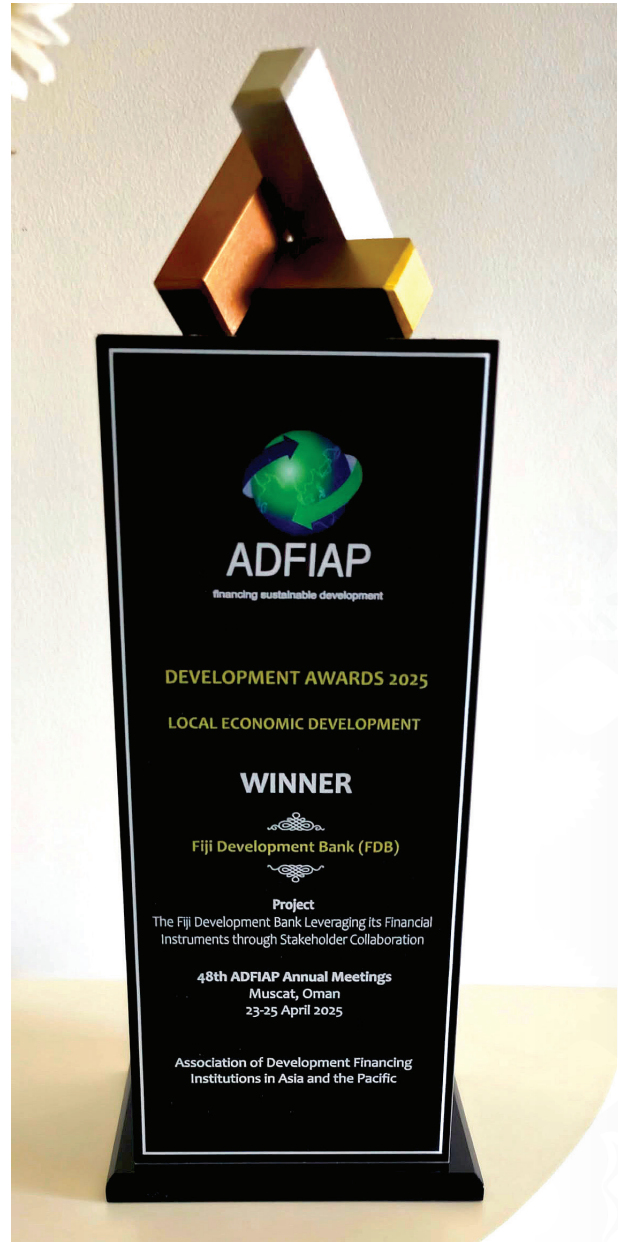 ADFIAP
financing sustainable development
DEVELOPMENT AWARDS 2025
LOCAL ECONOMIC DEVELOPMENT
WINNER
Fiji Development Bank (FDB)
Project
The Fiji Development Bank Leveraging its Financial
Instruments through Stakeholder Collaboration
48th ADFIAP Annual Meetings
Muscat, Oman
23-25 April 2025
Association of Development Financing
Institutions in Asia and the Pacific